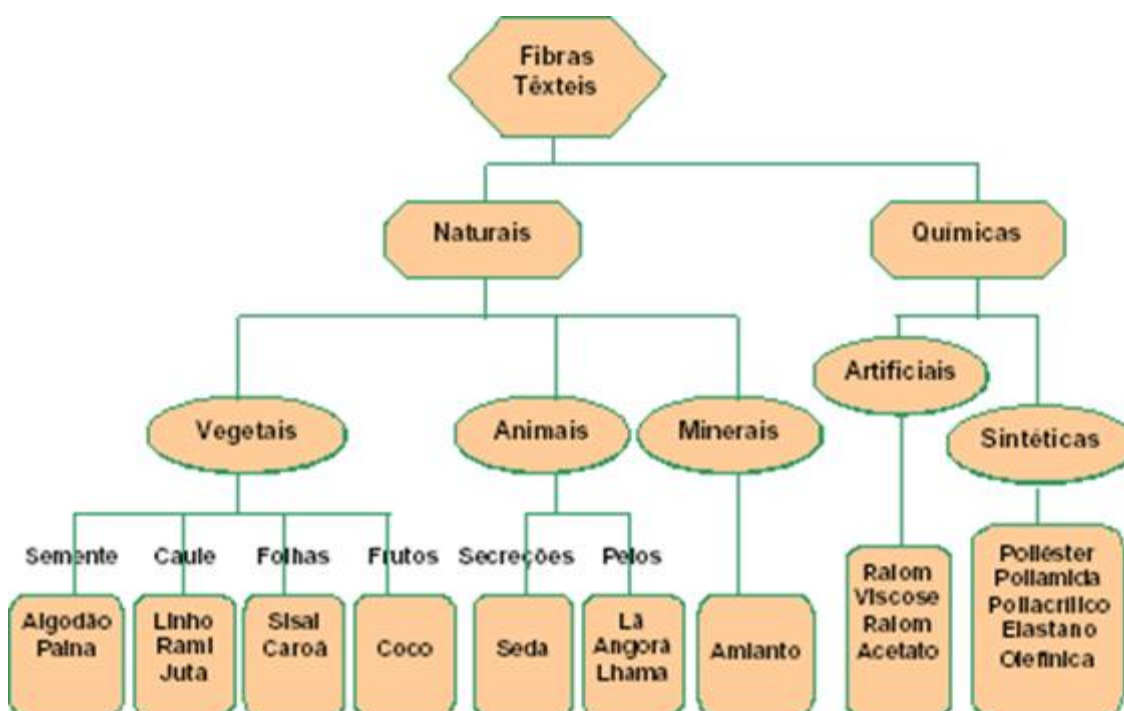 Fibras
Têxteis
Naturais
Químicas
Artificiais
Vegetais
Animais
Minerais
Sintéticas
Semente
Caule
Folhas
Frutos
Secreções
Pelos
Algodão
Paina
Linho
Rami
Juta
Sisal
Caroá
Coco
Seda
Lã
Angorá
Lhama
Amianto
Raiom
Viscose
Raiom
Acetato
Poliéster
Poliamida
Poliacrílico
Elastano
Olefínica